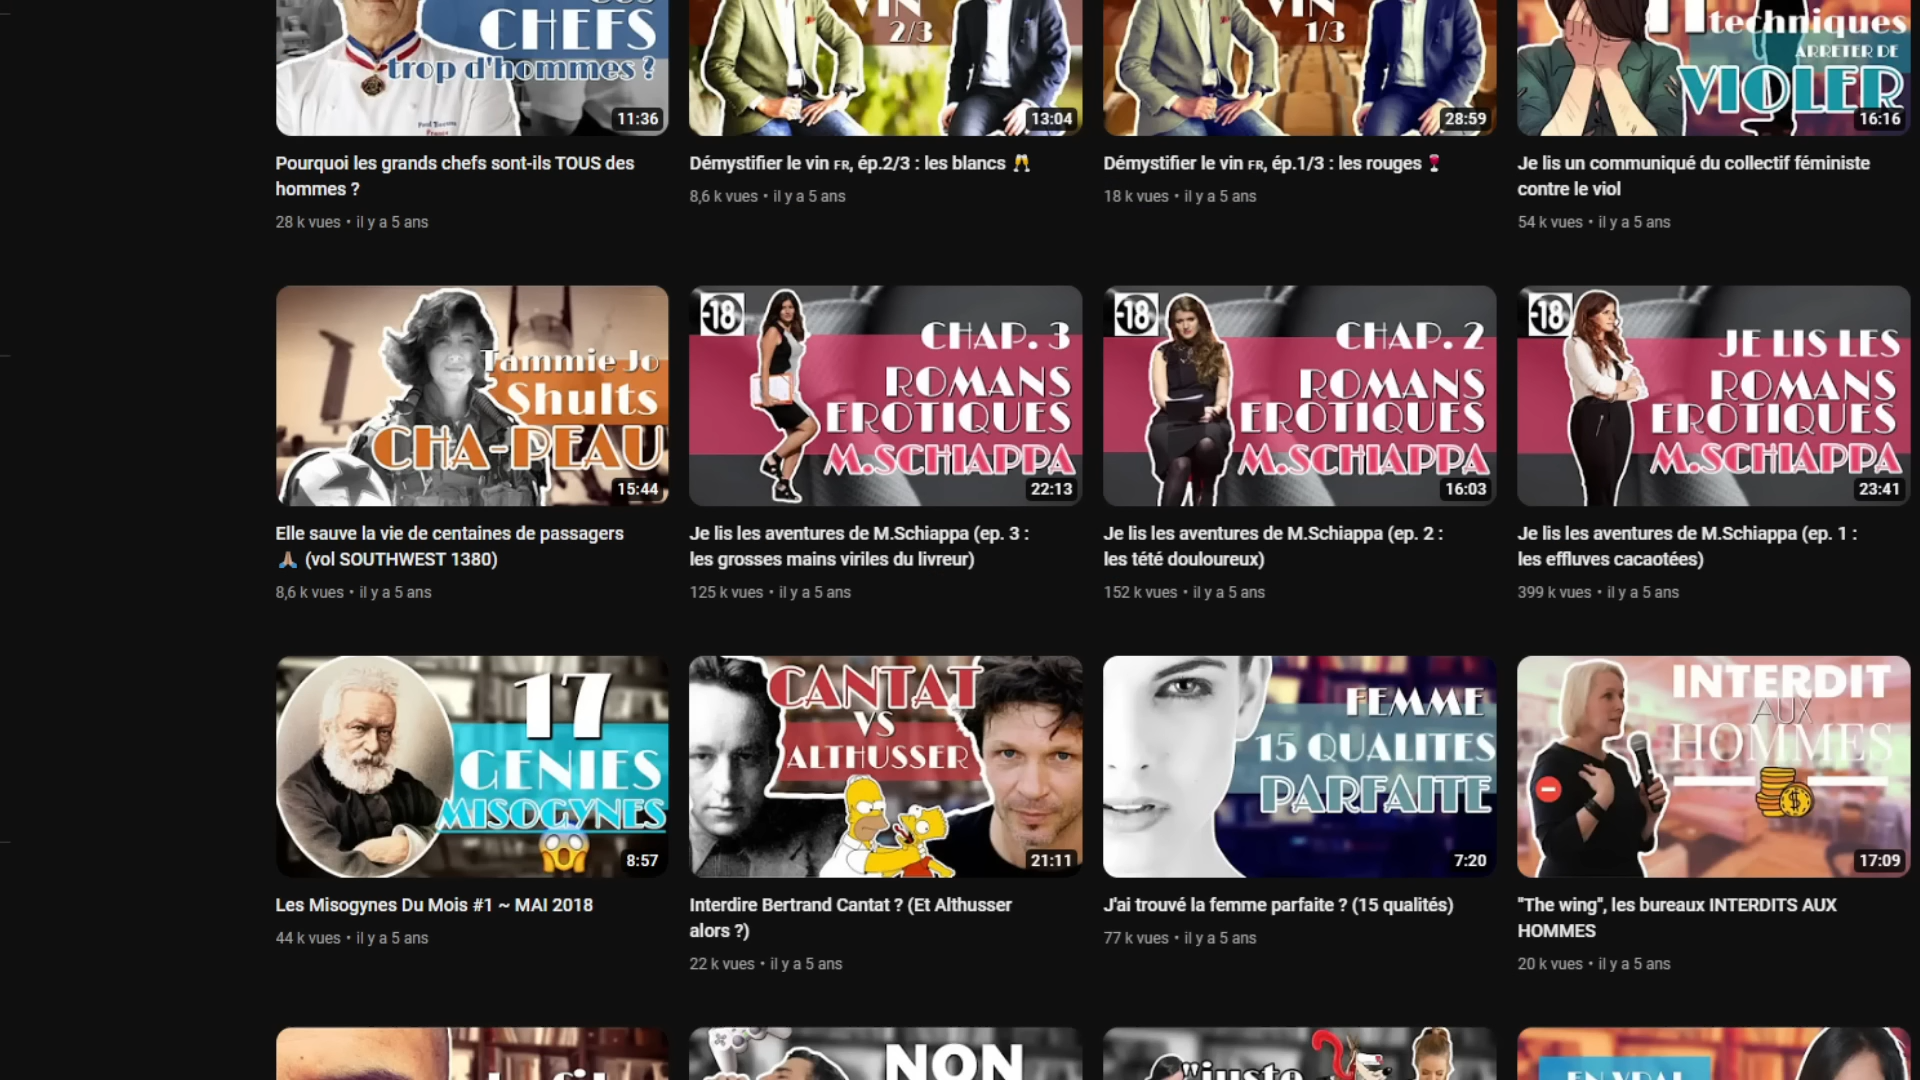 CHEFS
trop d'hommes ?
11:36
Pourquoi les grands chefs sont-ils TOUS des
hommes ?
28 k vues • il y a 5 ans
VIN
2/3
13:04
Démystifier le vin FR, ép.2/3 : les blancs 🥂
8,6 k vues • il y a 5 ans
VIN
1/3
28:59
Démystifier le vin FR, ép.1/3 : les rouges 🍷
18 k vues • il y a 5 ans
11 techniques
ARRETER DE
VIOLER
16:16
Je lis un communiqué du collectif féministe
contre le viol
54 k vues • il y a 5 ans
Tammie Jo
Shults
CHA-PEAU
15:44
Elle sauve la vie de centaines de passagers
🙏🏽 (vol SOUTHWEST 1380)
8,6 k vues • il y a 5 ans
-18
CHAP. 3
ROMANS
EROTIQUES
M.SCHIAPPA
22:13
Je lis les aventures de M.Schiappa (ep. 3 :
les grosses mains viriles du livreur)
125 k vues • il y a 5 ans
-18
CHAP. 2
ROMANS
EROTIQUES
M.SCHIAPPA
16:03
Je lis les aventures de M.Schiappa (ep. 2 :
les tété douloureux)
152 k vues • il y a 5 ans
-18
JE LIS LES
ROMANS
EROTIQUES
M.SCHIAPPA
23:41
Je lis les aventures de M.Schiappa (ep. 1 :
les effluves cacaotées)
399 k vues • il y a 5 ans
17
GENIES
MISOGYNES
8:57
Les Misogynes Du Mois #1 ~ MAI 2018
44 k vues • il y a 5 ans
CANTAT
VS
ALTHUSSER
21:11
Interdire Bertrand Cantat ? (Et Althusser
alors ?)
22 k vues • il y a 5 ans
FEMME
15 QUALITES
PARFAITE
7:20
J'ai trouvé la femme parfaite ? (15 qualités)
77 k vues • il y a 5 ans
INTERDIT
AUX
HOMMES
17:09
"The wing", les bureaux INTERDITS AUX
HOMMES
20 k vues • il y a 5 ans
NON
"juste
EN VRAI